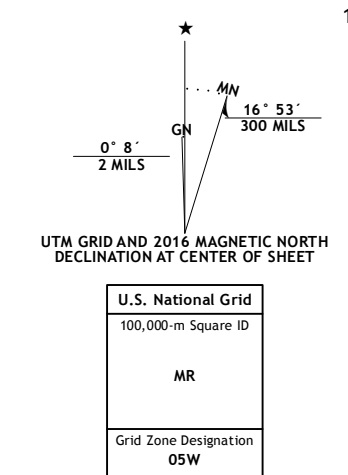 1
★
MN
16° 53´
300 MILS
GN
0° 8´
2 MILS
UTM GRID AND 2016 MAGNETIC NORTH
DECLINATION AT CENTER OF SHEET
U.S. National Grid
100,000-m Square ID
MR
Grid Zone Designation
05W